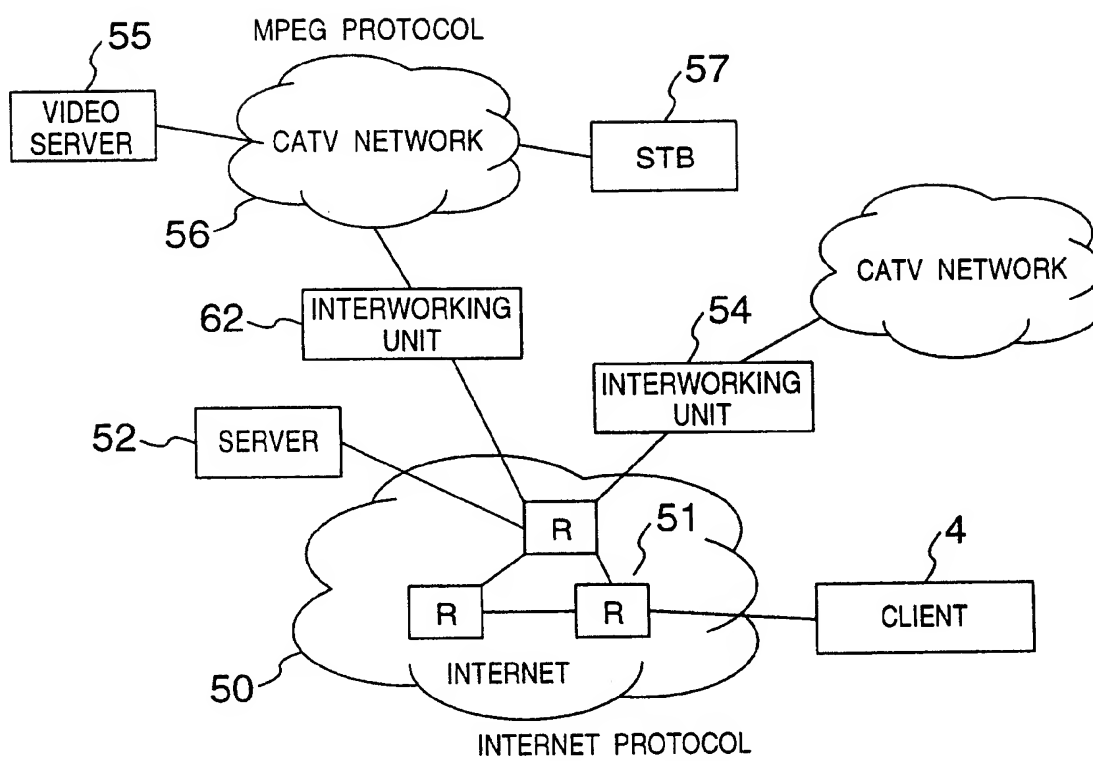 MPEG PROTOCOL
55
VIDEO
SERVER
CATV NETWORK
57
STB
56
CATV NETWORK
62
INTERWORKING
UNIT
54
INTERWORKING
UNIT
52
SERVER
R
51
R
R
4
CLIENT
50
INTERNET
INTERNET PROTOCOL